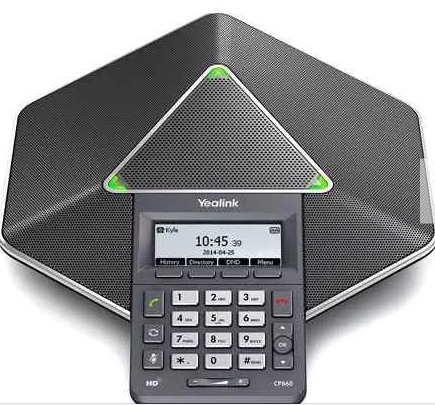 Yealink
Kyle
10:45 39
2014-04-25
History Directory DND Menu
1 2 ABC 3 DEF
4 GHI 5 JKL 6 MNO
7 PQRS 8 TUV 9 WXYZ
*. 0 #SEND
OK
HD CP860